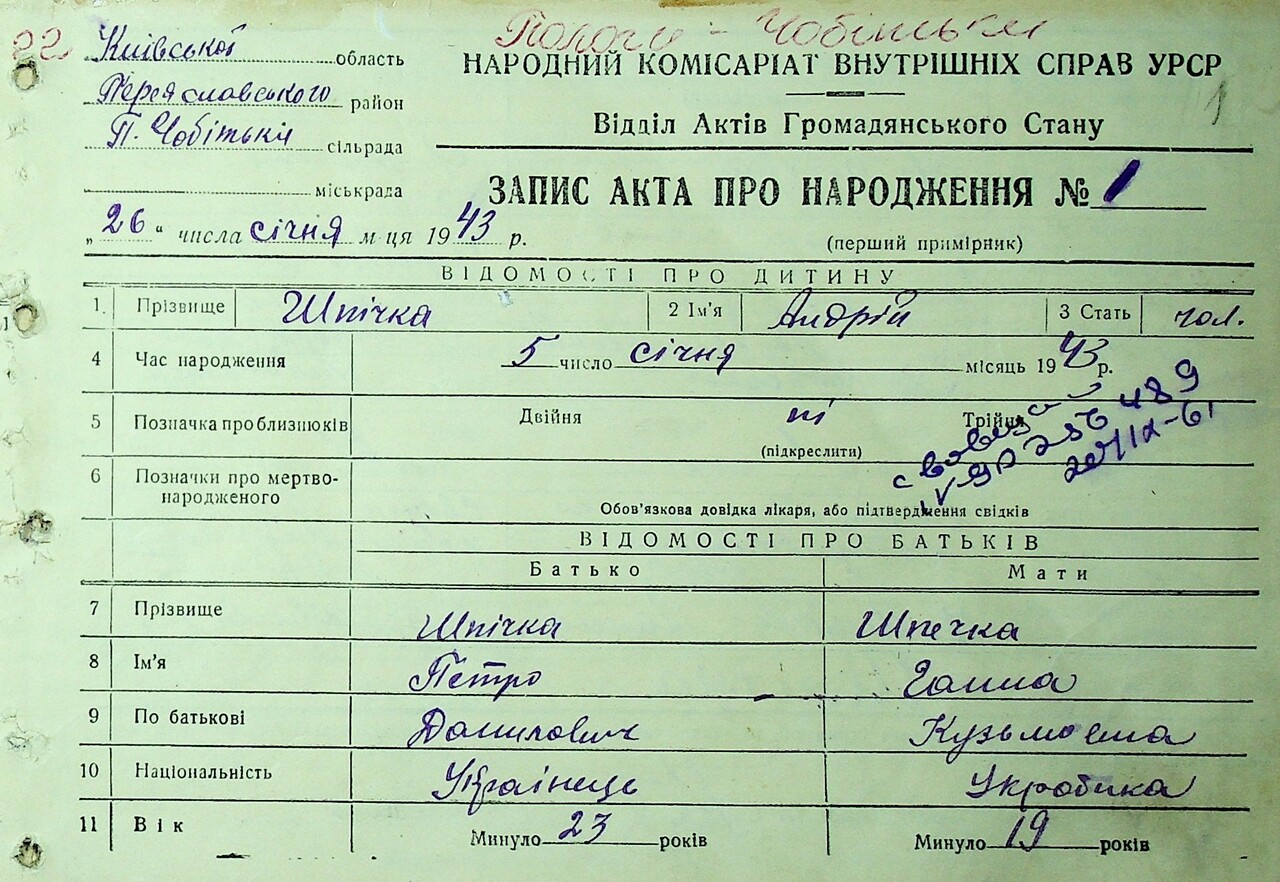 22 Пологи - Чобітьки
Київської область
Переяславського район
П. Чобітьки сільрада
міськрада
„26“ числа січня м-ця 1943 р.
НАРОДНИЙ КОМІСАРІАТ ВНУТРІШНІХ СПРАВ УРСР
1
Відділ Актів Громадянського Стану
ЗАПИС АКТА ПРО НАРОДЖЕННЯ № 1
(перший примірник)
ВІДОМОСТІ ПРО ДИТИНУ
1. Прізвище Шпічка 2 Ім'я Андрій 3 Стать чол.
4 Час народження 5 число січня місяць 1943 р.
5 Позначка про близнюків Двійня ні Трійня
(підкреслити)
6 Позначки про мертво-
народженого
Обов'язкова довідка лікаря, або підтвердження свідків
ВІДОМОСТІ ПРО БАТЬКІВ
Батько Мати
7 Прізвище Шпічка Шпечка
8 Ім'я Петро Ганна
9 По батькові Данилович Кузьмовна
10 Національність Українець
11 Вік Минуло 23 років Минуло 19 років